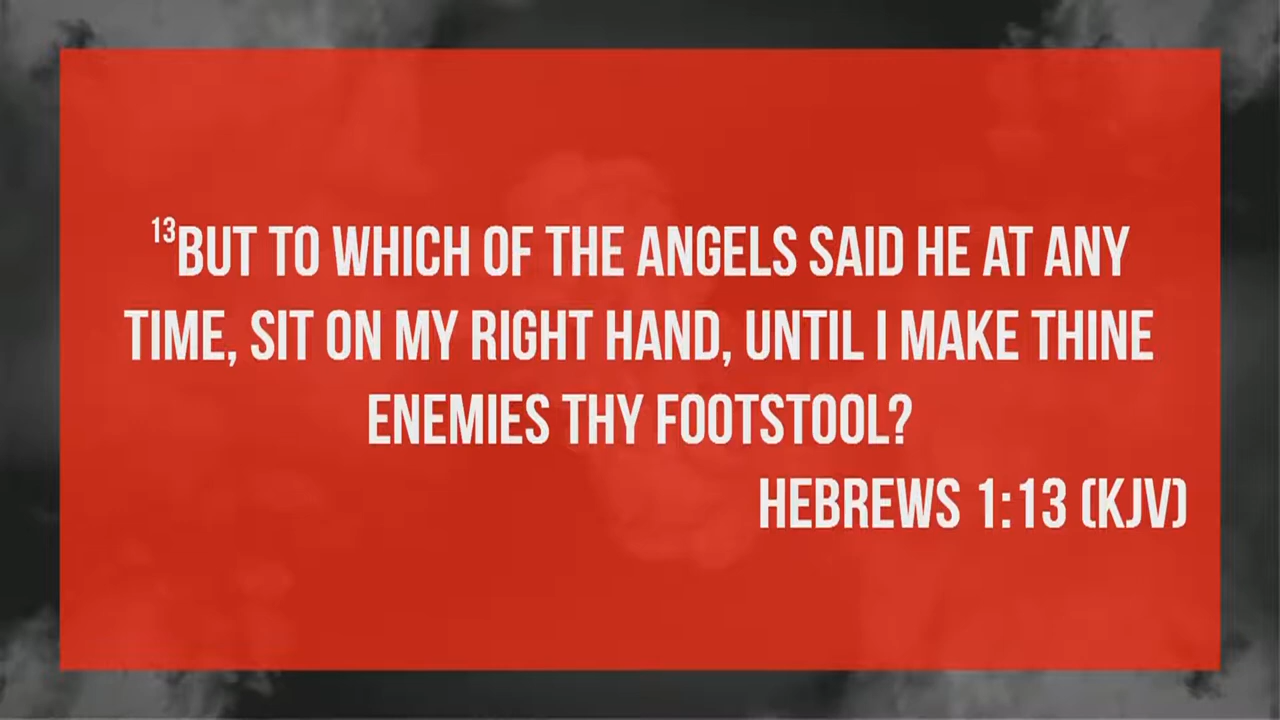 ¹³BUT TO WHICH OF THE ANGELS SAID HE AT ANY
TIME, SIT ON MY RIGHT HAND, UNTIL I MAKE THINE
ENEMIES THY FOOTSTOOL?
HEBREWS 1:13 (KJV)